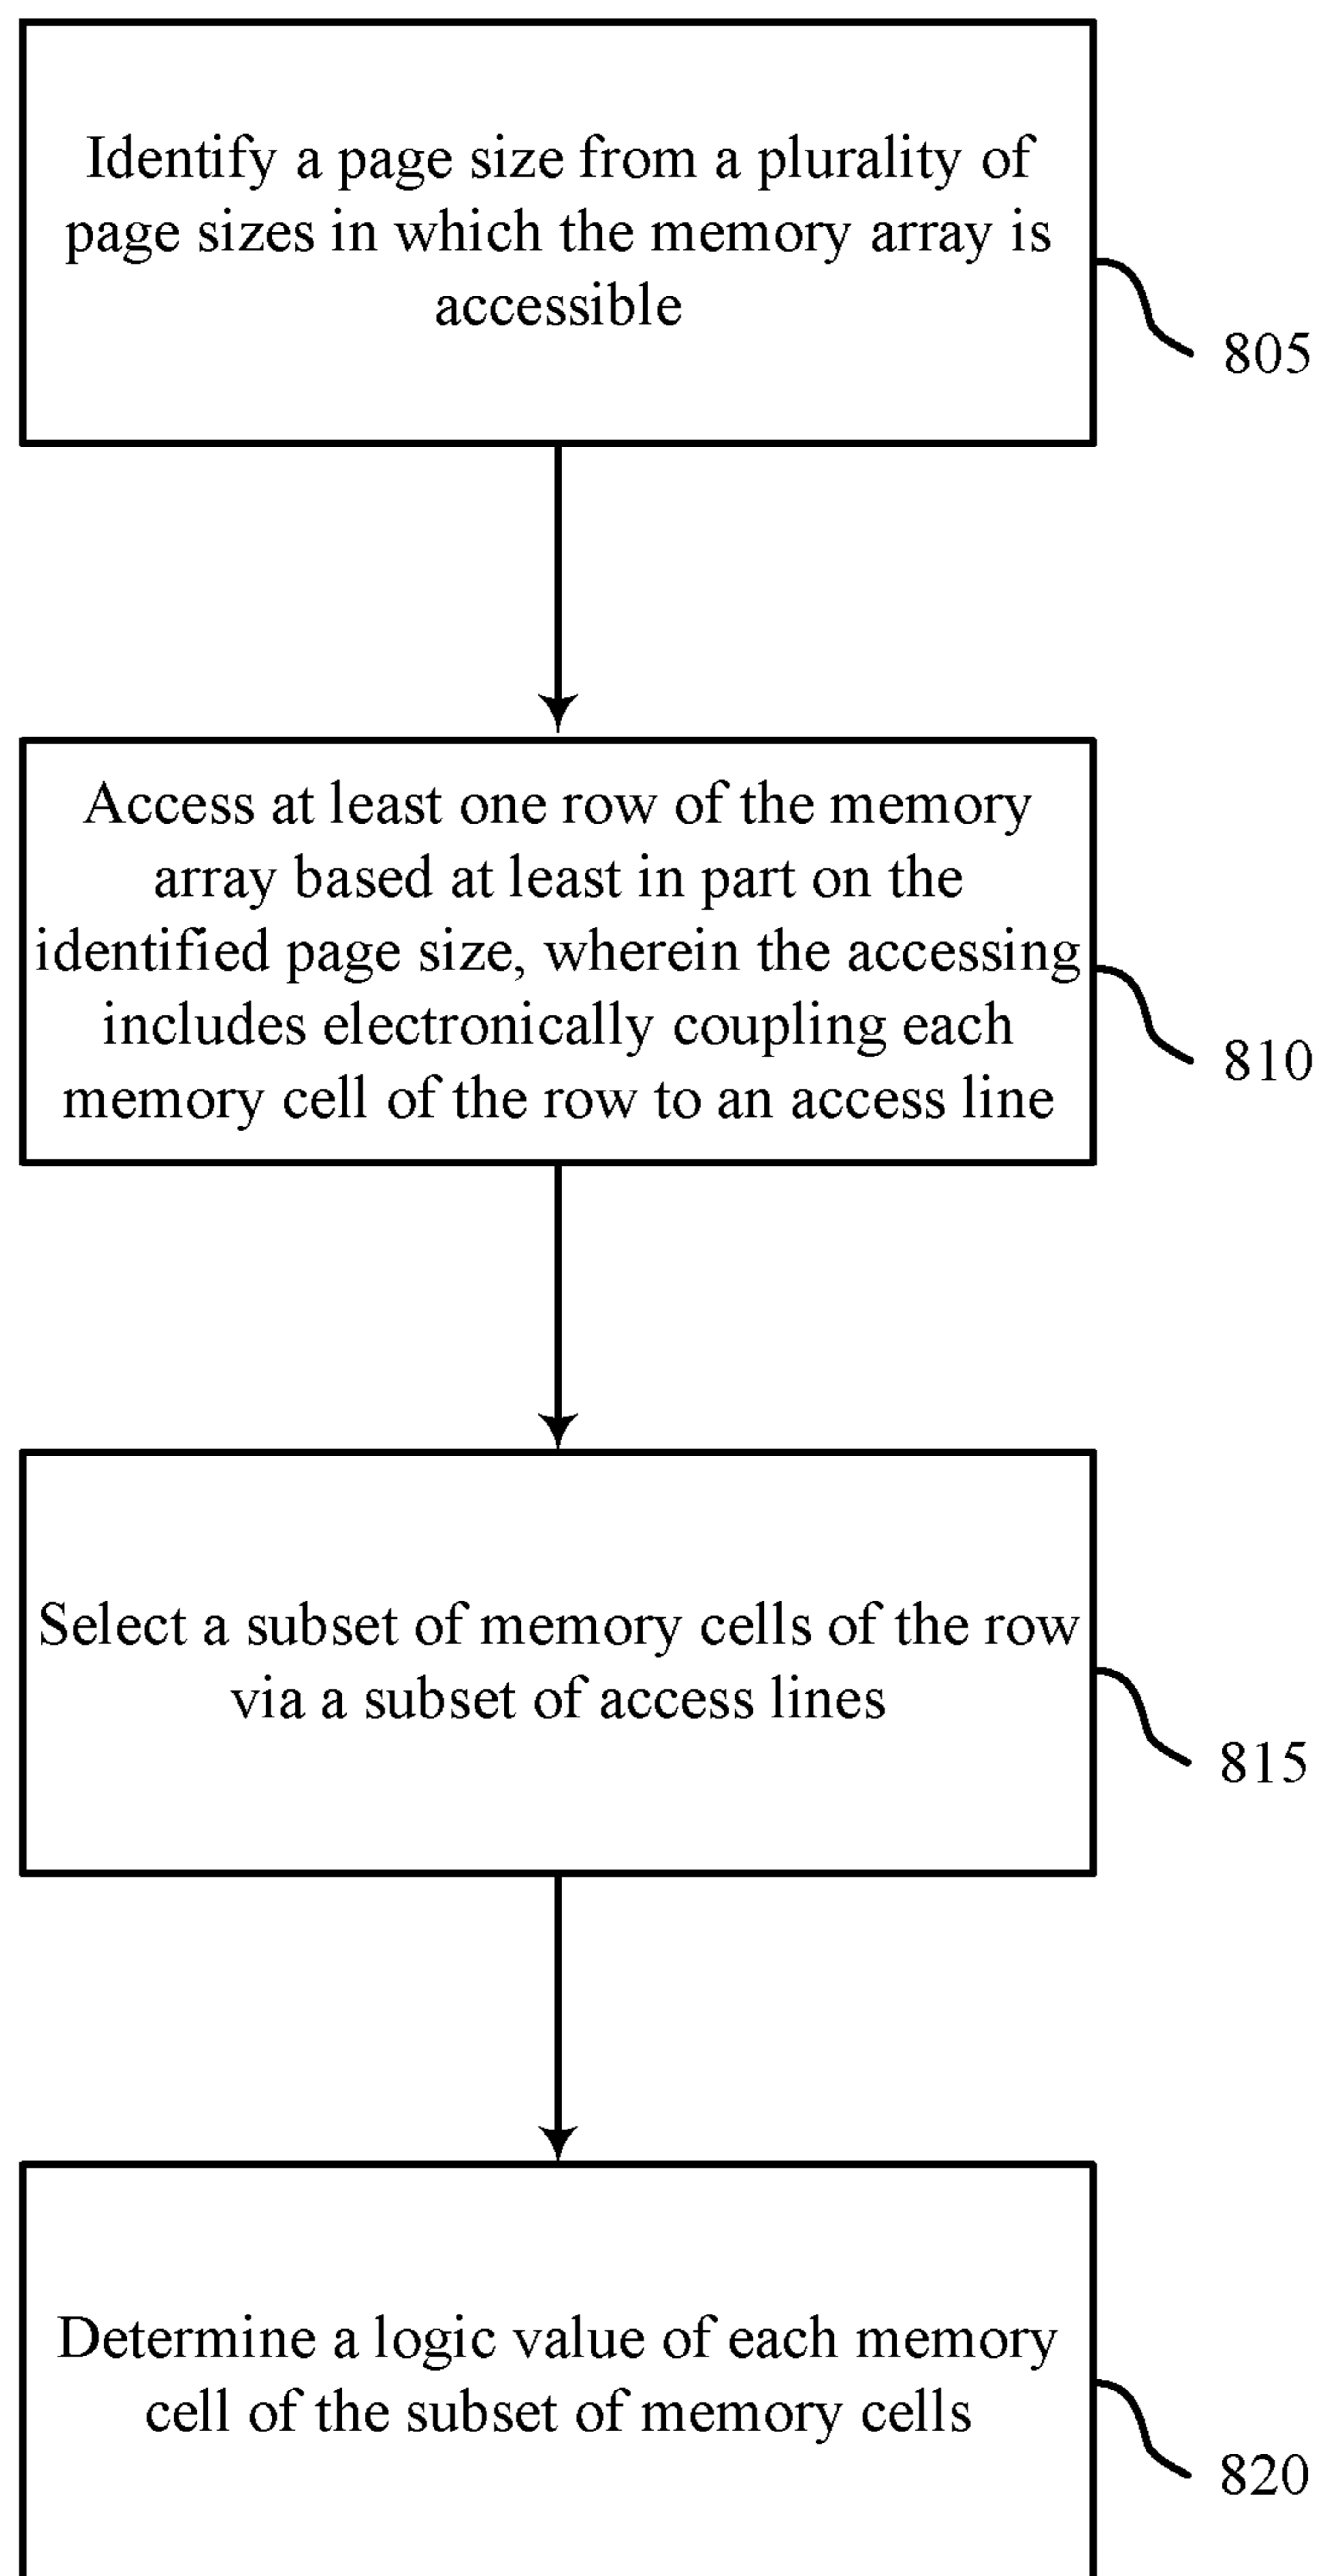 Identify a page size from a plurality of
page sizes in which the memory array is
accessible
805
Access at least one row of the memory
array based at least in part on the
identified page size, wherein the accessing
includes electronically coupling each
memory cell of the row to an access line
810
Select a subset of memory cells of the row
via a subset of access lines
815
Determine a logic value of each memory
cell of the subset of memory cells
820